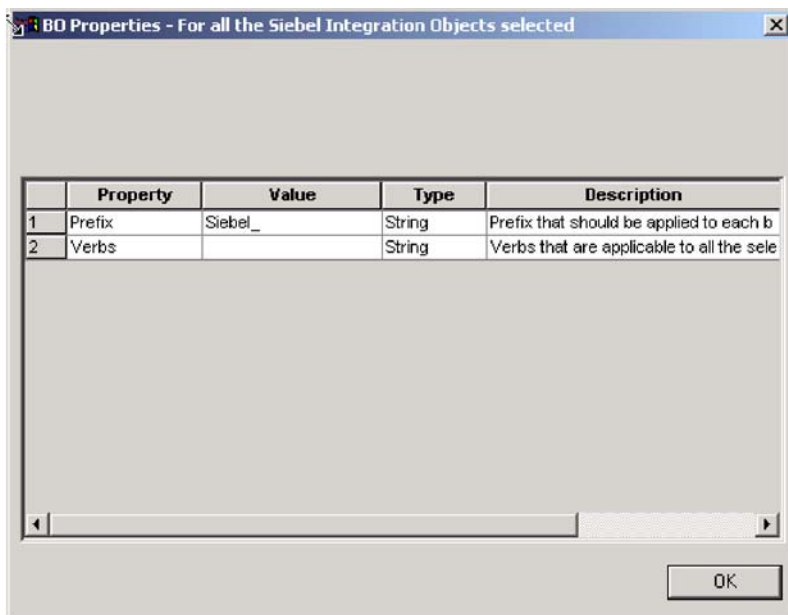 BO Properties - For all the Siebel Integration Objects selected
Property Value Type Description
1 Prefix Siebel_ String Prefix that should be applied to each b
2 Verbs String Verbs that are applicable to all the sele
OK